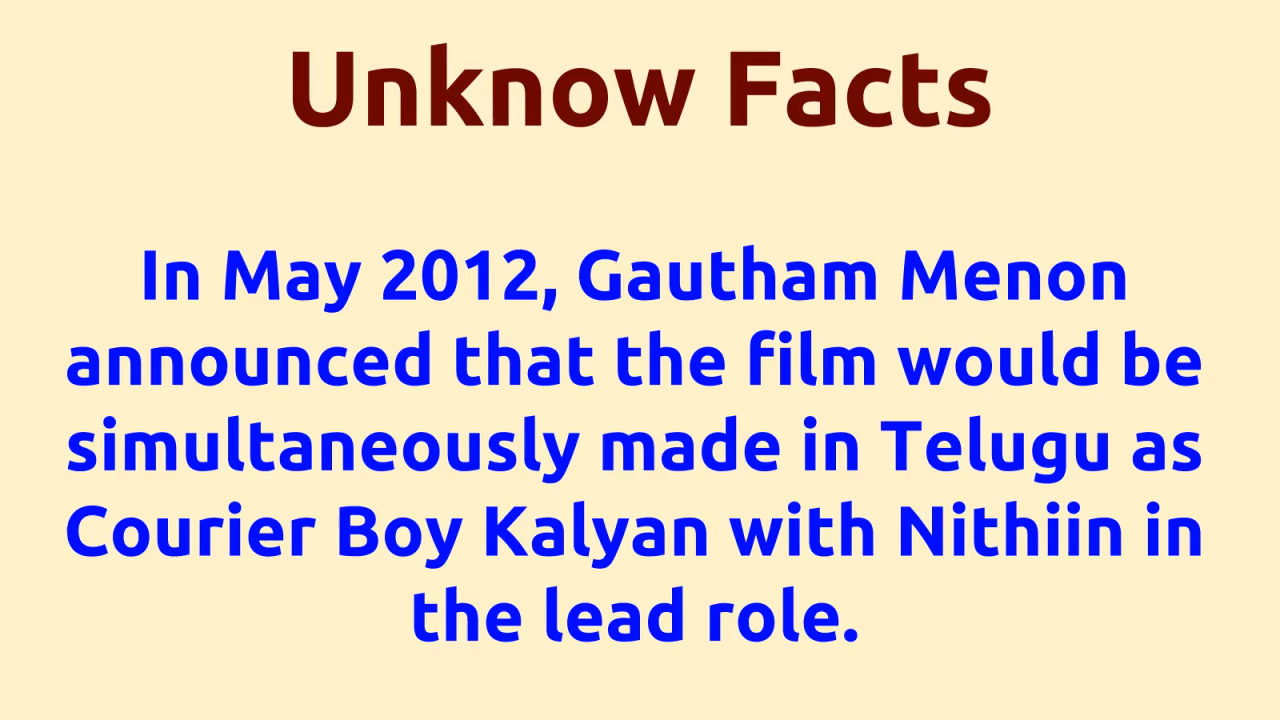 Unknow Facts
In May 2012, Gautham Menon
announced that the film would be
simultaneously made in Telugu as
Courier Boy Kalyan with Nithiin in
the lead role.